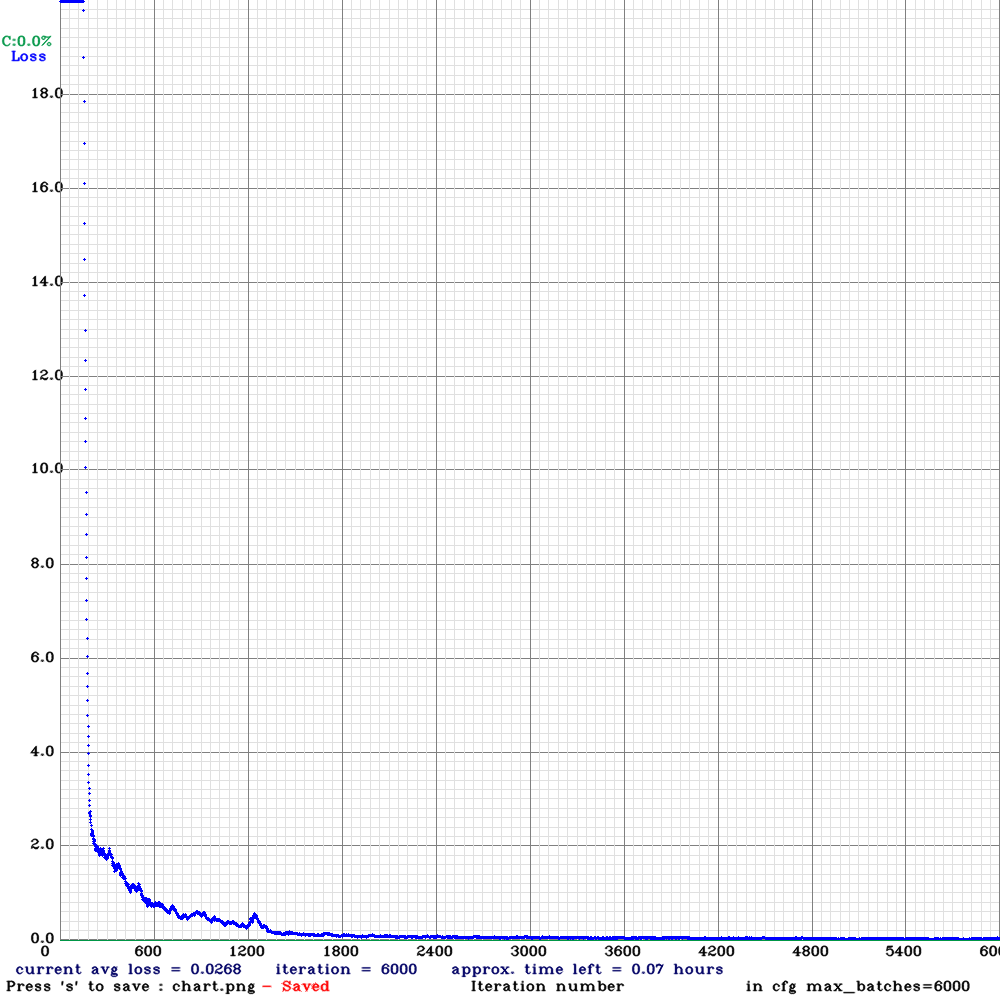 C:0.0%
Loss
18.0
16.0
14.0
12.0
10.0
8.0
6.0
4.0
2.0
0.0
0 600 1200 1800 2400 3000 3600 4200 4800 5400 600
current avg loss = 0.0268 iteration = 6000 approx. time left = 0.07 hours
Press 's' to save : chart.png - Saved Iteration number in cfg max_batches=6000